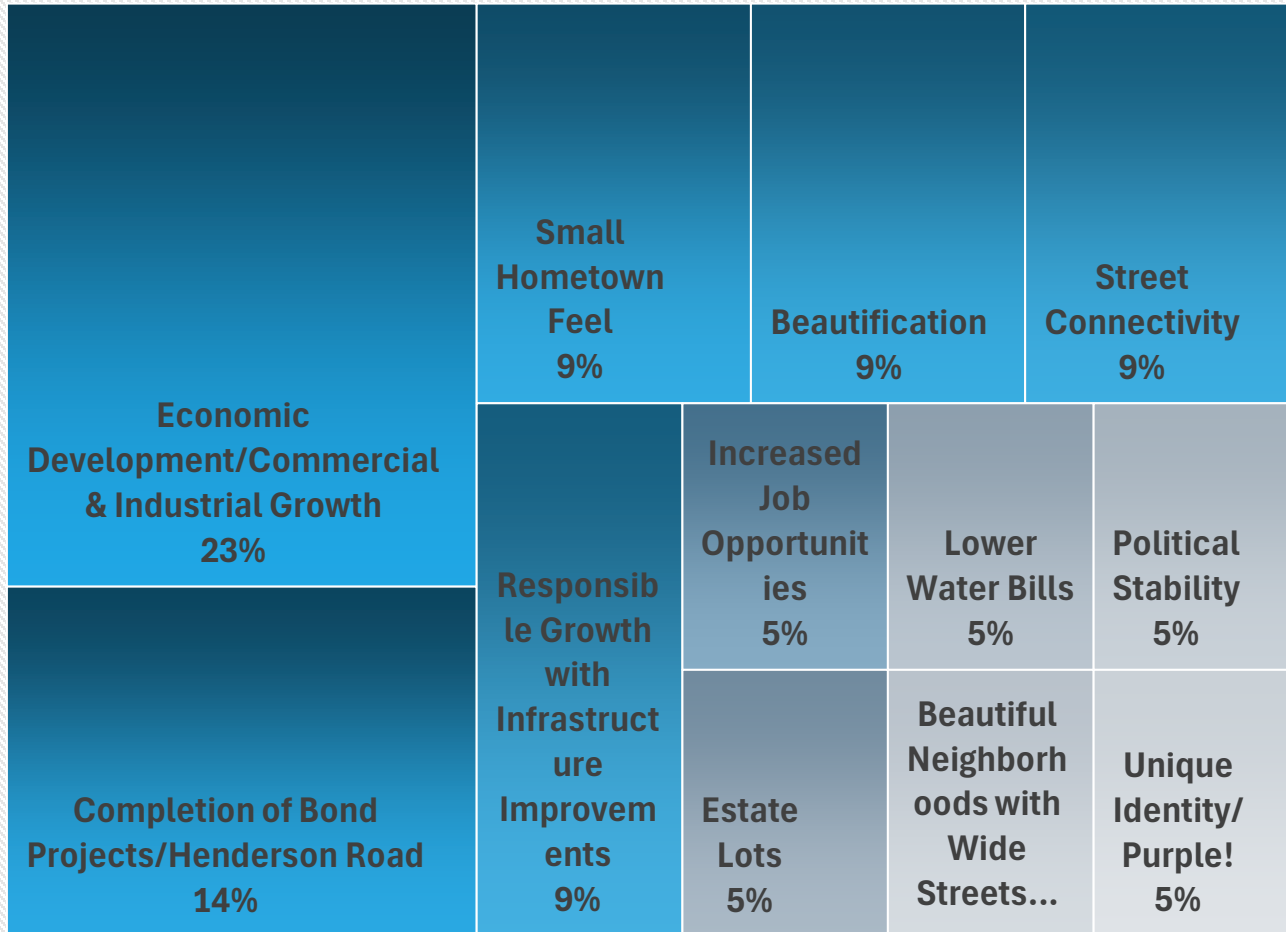 Economic
Development/Commercial
& Industrial Growth
23%
Completion of Bond
Projects/Henderson Road
14%
Small
Hometown
Feel
9%
Beautification
9%
Street
Connectivity
9%
Responsib
le Growth
with
Infrastruct
ure
Improvem
ents
9%
Increased
Job
Opportunit
ies
5%
Lower
Water Bills
5%
Political
Stability
5%
Estate
Lots
5%
Beautiful
Neighborh
oods with
Wide
Streets...
Unique
Identity/
Purple!
5%